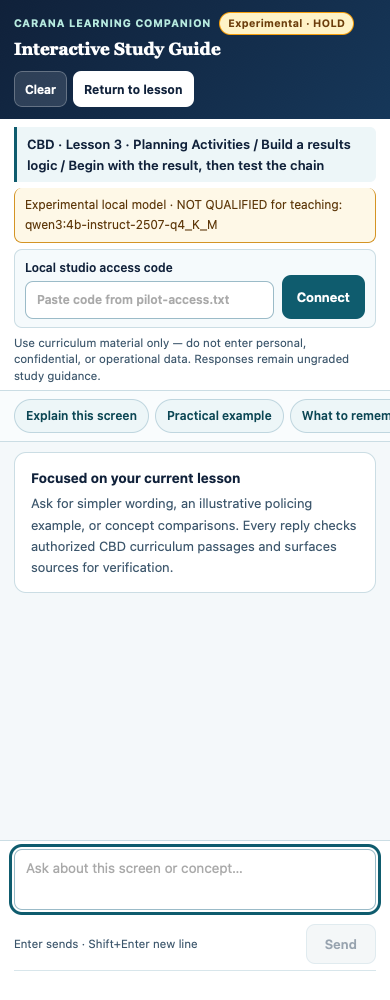 CARANA LEARNING COMPANION Experimental · HOLD
Interactive Study Guide
Clear Return to lesson
CBD · Lesson 3 · Planning Activities / Build a results
logic / Begin with the result, then test the chain
Experimental local model · NOT QUALIFIED for teaching:
qwen3:4b-instruct-2507-q4_K_M
Local studio access code
Paste code from pilot-access.txt Connect
Use curriculum material only — do not enter personal,
confidential, or operational data. Responses remain ungraded
study guidance.
Explain this screen Practical example What to remem
Focused on your current lesson
Ask for simpler wording, an illustrative policing
example, or concept comparisons. Every reply checks
authorized CBD curriculum passages and surfaces
sources for verification.
Ask about this screen or concept...
Enter sends · Shift+Enter new line Send